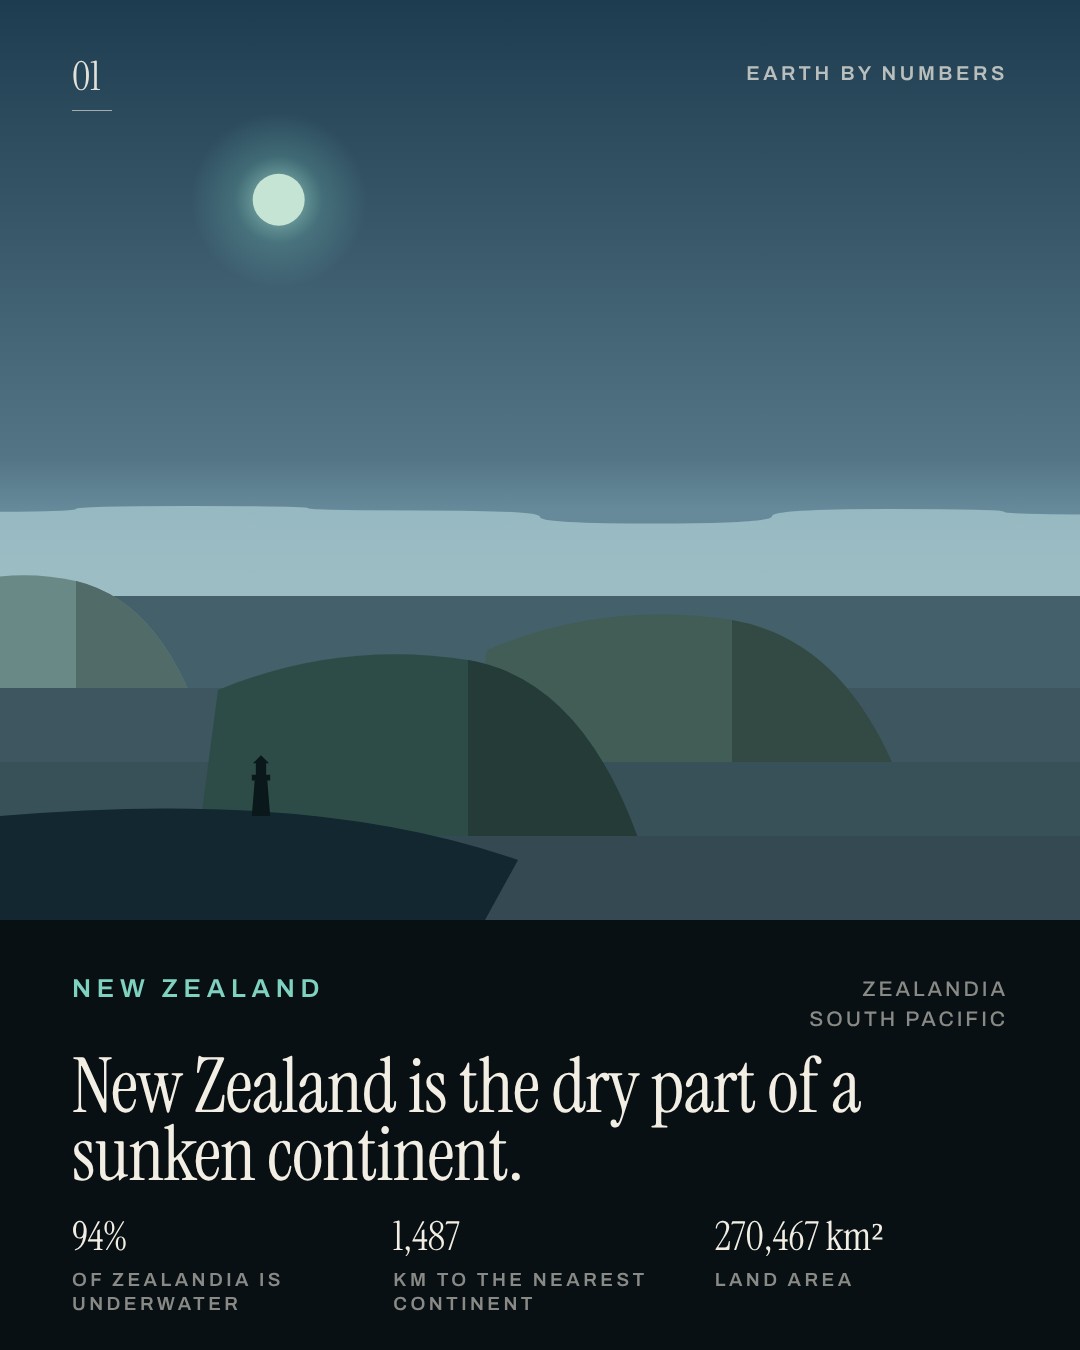 01
EARTH BY NUMBERS
NEW ZEALAND
ZEALANDIA
SOUTH PACIFIC
New Zealand is the dry part of a
sunken continent.
94%
OF ZEALANDIA IS
UNDERWATER
1,487
KM TO THE NEAREST
CONTINENT
270,467 km²
LAND AREA